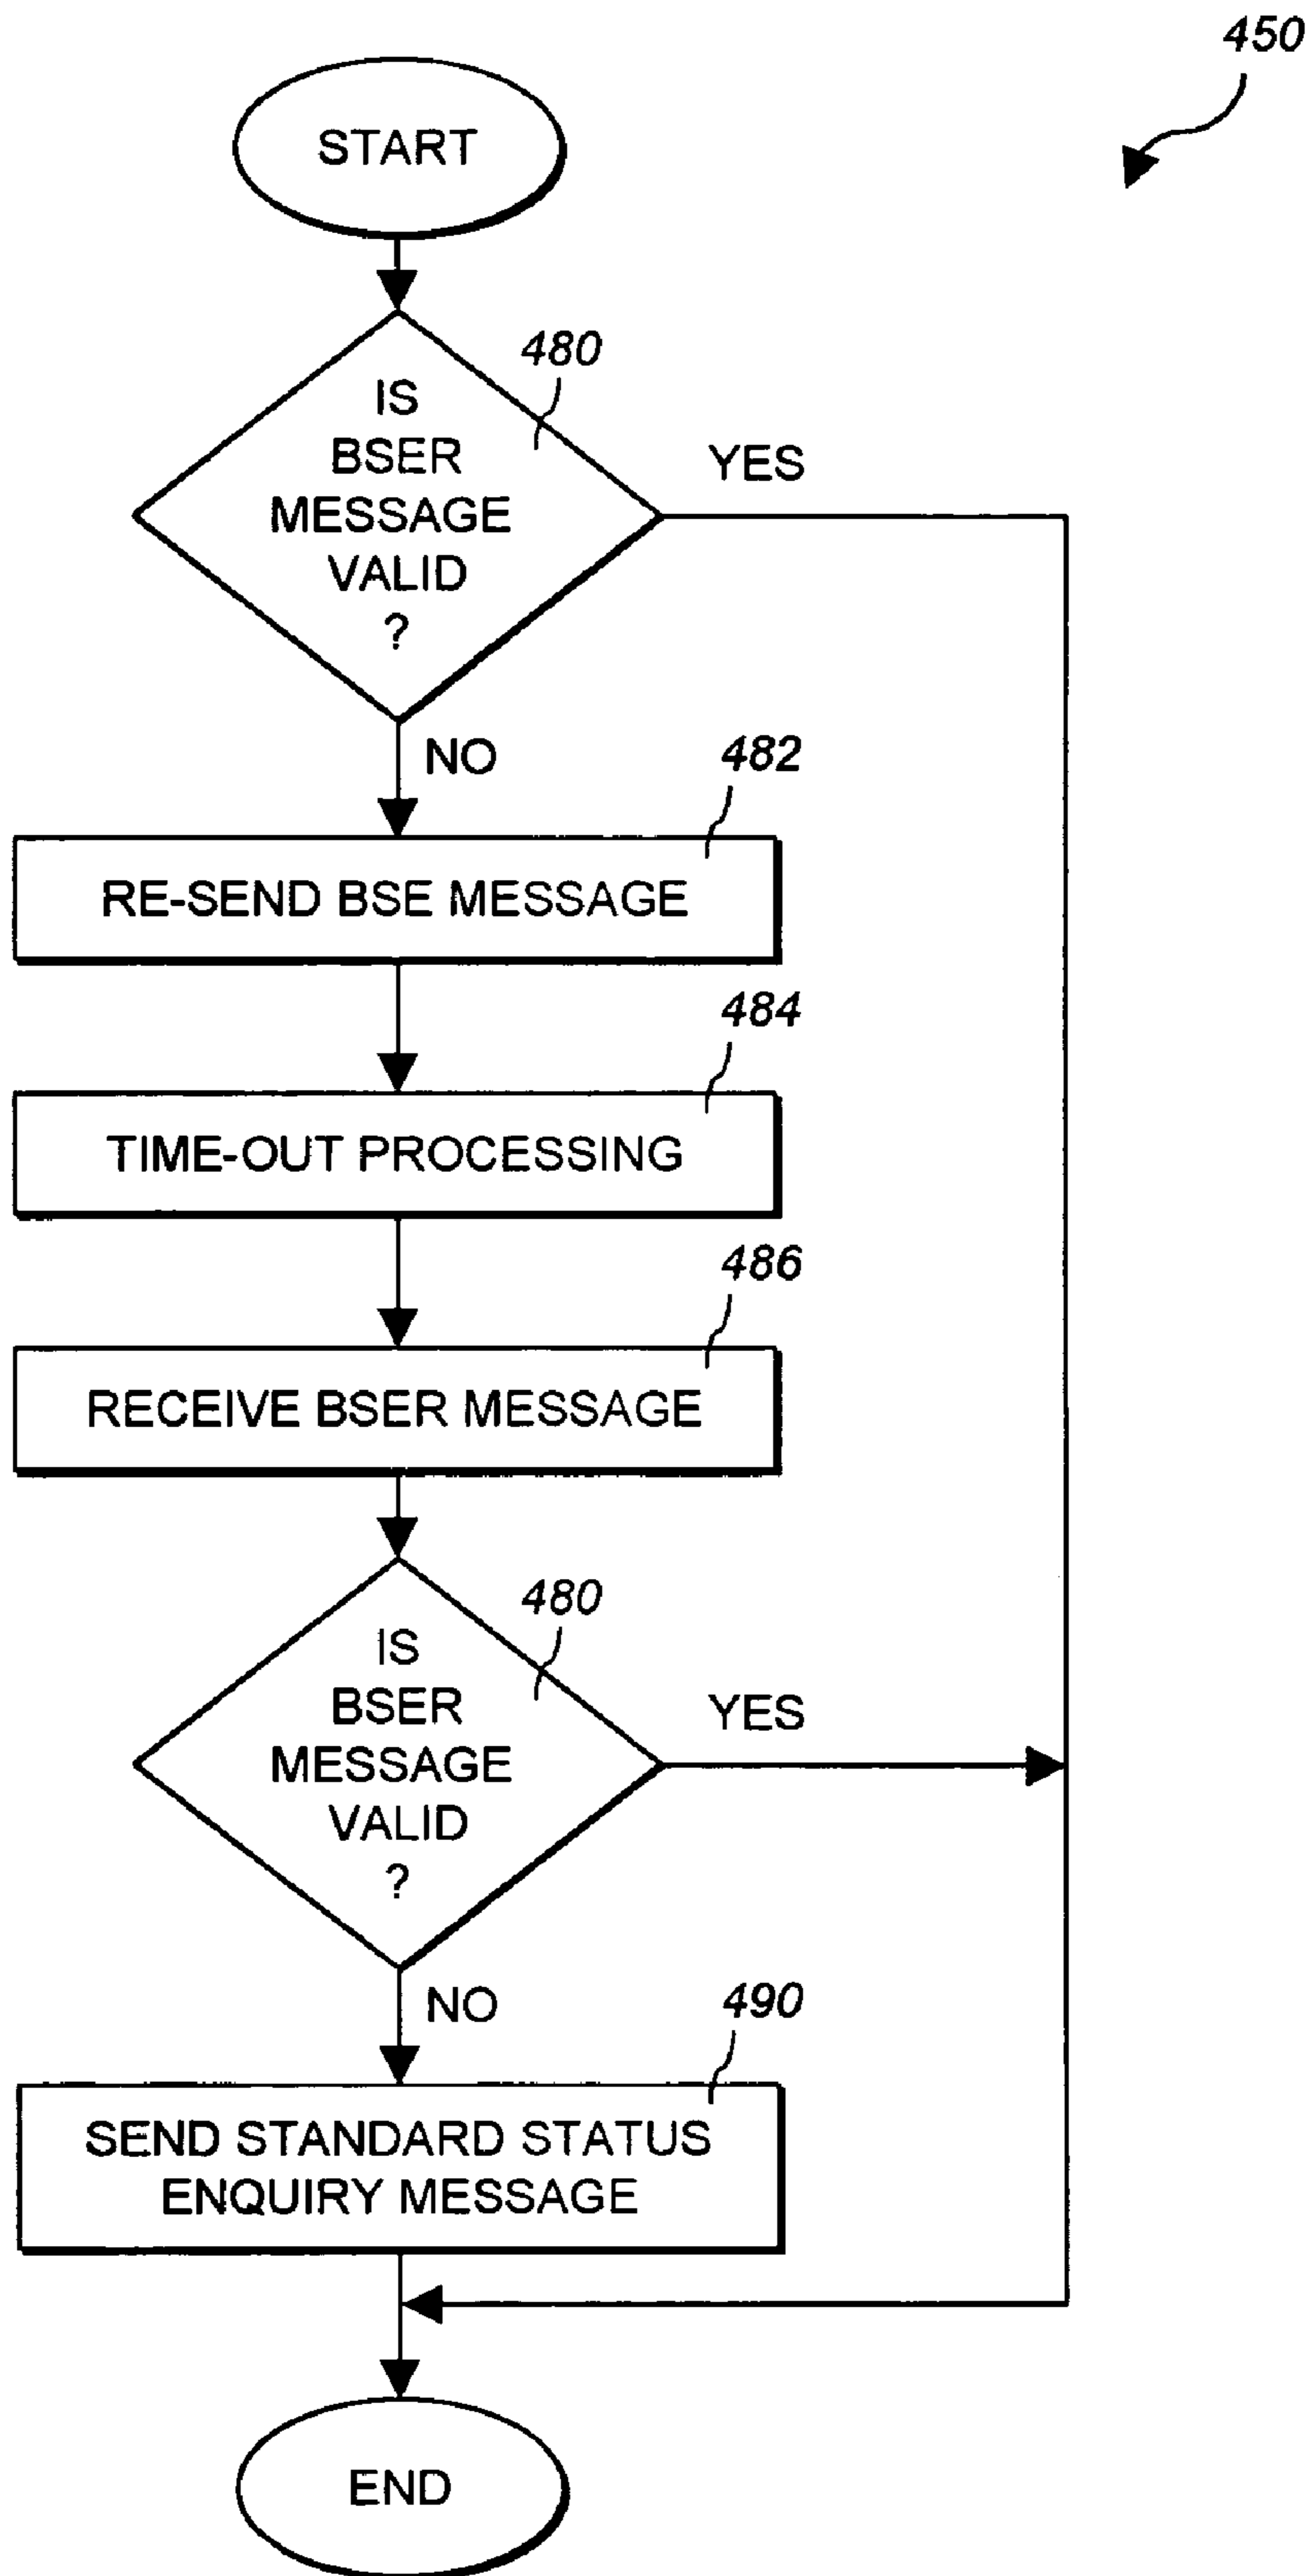 450
START
480
IS
BSER
MESSAGE
VALID
?
YES
NO
482
RE-SEND BSE MESSAGE
484
TIME-OUT PROCESSING
486
RECEIVE BSER MESSAGE
480
IS
BSER
MESSAGE
VALID
?
YES
NO
490
SEND STANDARD STATUS
ENQUIRY MESSAGE
END